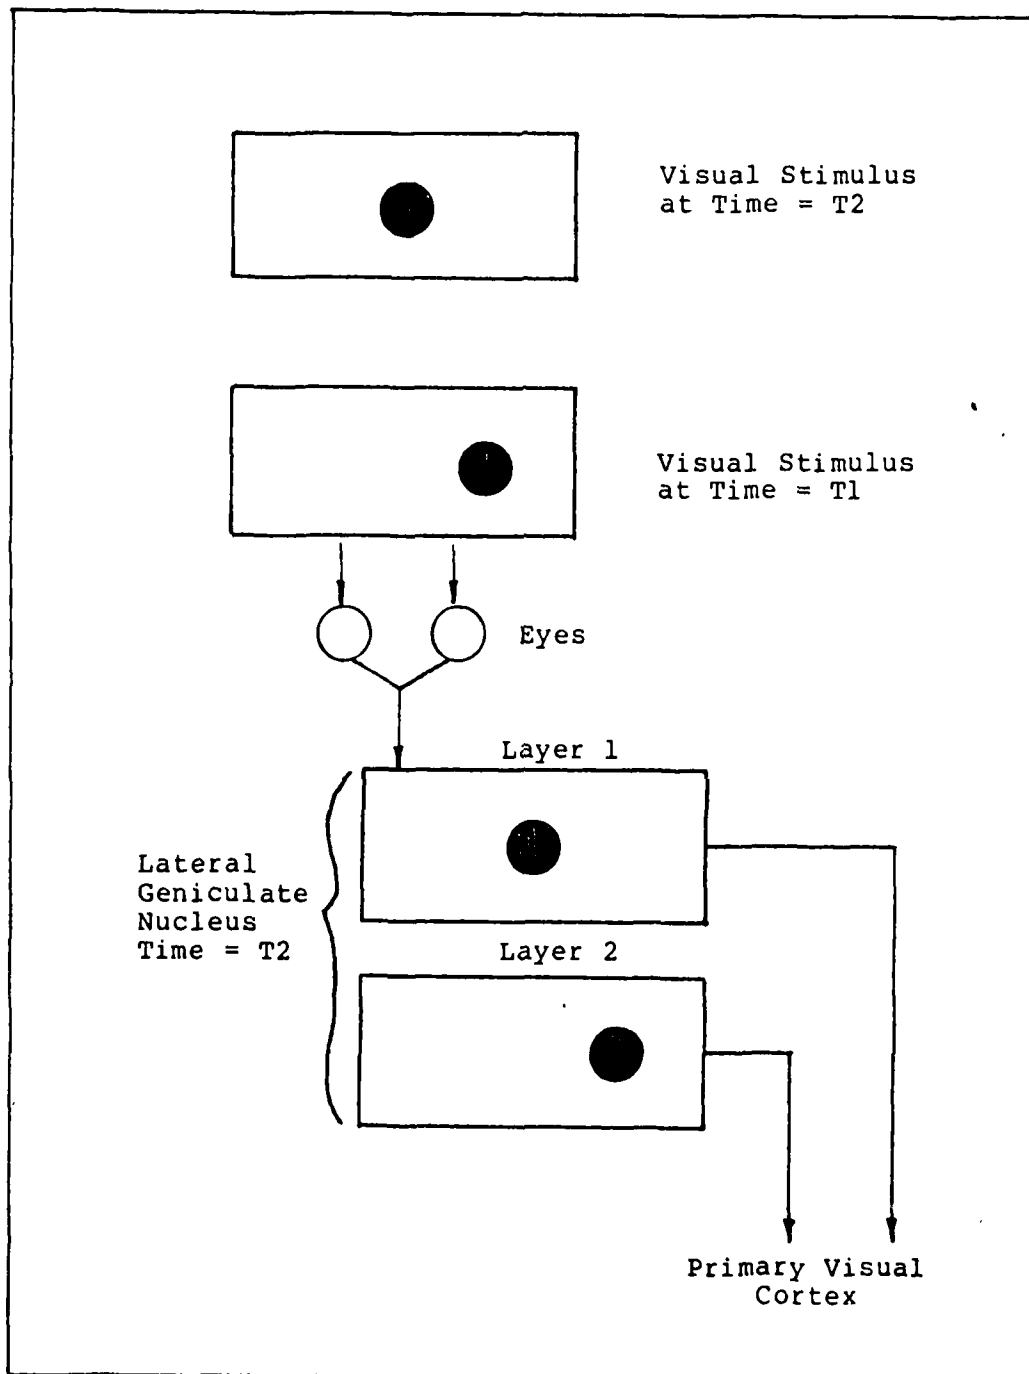 Visual Stimulus
at Time = T2
Visual Stimulus
at Time = T1
Eyes
Layer 1
Lateral
Geniculate
Nucleus
Time = T2
Layer 2
Primary Visual
Cortex